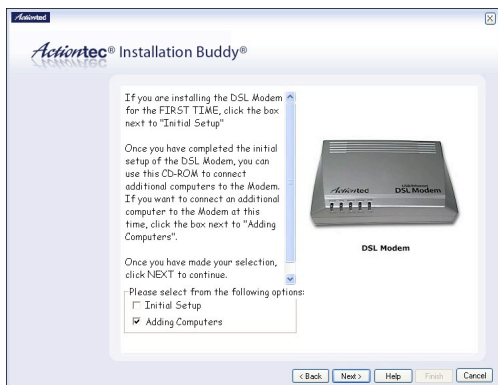 Actiontec
Actiontec® Installation Buddy®
If you are installing the DSL Modem
for the FIRST TIME, click the box
next to "Initial Setup"
Once you have completed the initial
setup of the DSL Modem, you can
use this CD-ROM to connect
additional computers to the Modem.
If you want to connect an additional
computer to the Modem at this
time, click the box next to "Adding
Computers".
Once you have made your selection,
click NEXT to continue.
Actiontec
DSL Modem
DSL Modem
Please select from the following options:
Initial Setup
Adding Computers
< Back Next > Help Finish Cancel